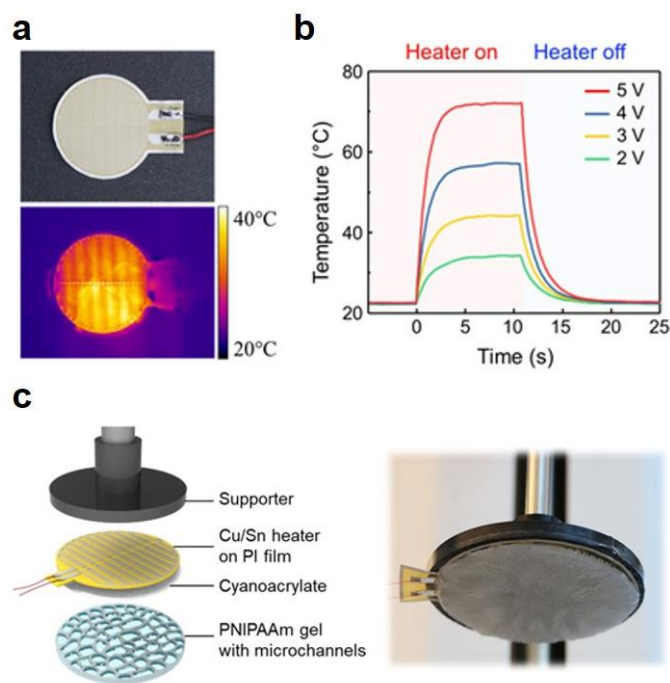 a
40°C
20°C
b
Heater on
Heater off
Temperature (°C)
80
60
40
20
5 V
4 V
3 V
2 V
0
5
10
15
20
25
Time (s)
c
Supporter
Cu/Sn heater
on PI film
Cyanoacrylate
PNIPAAm gel
with microchannels